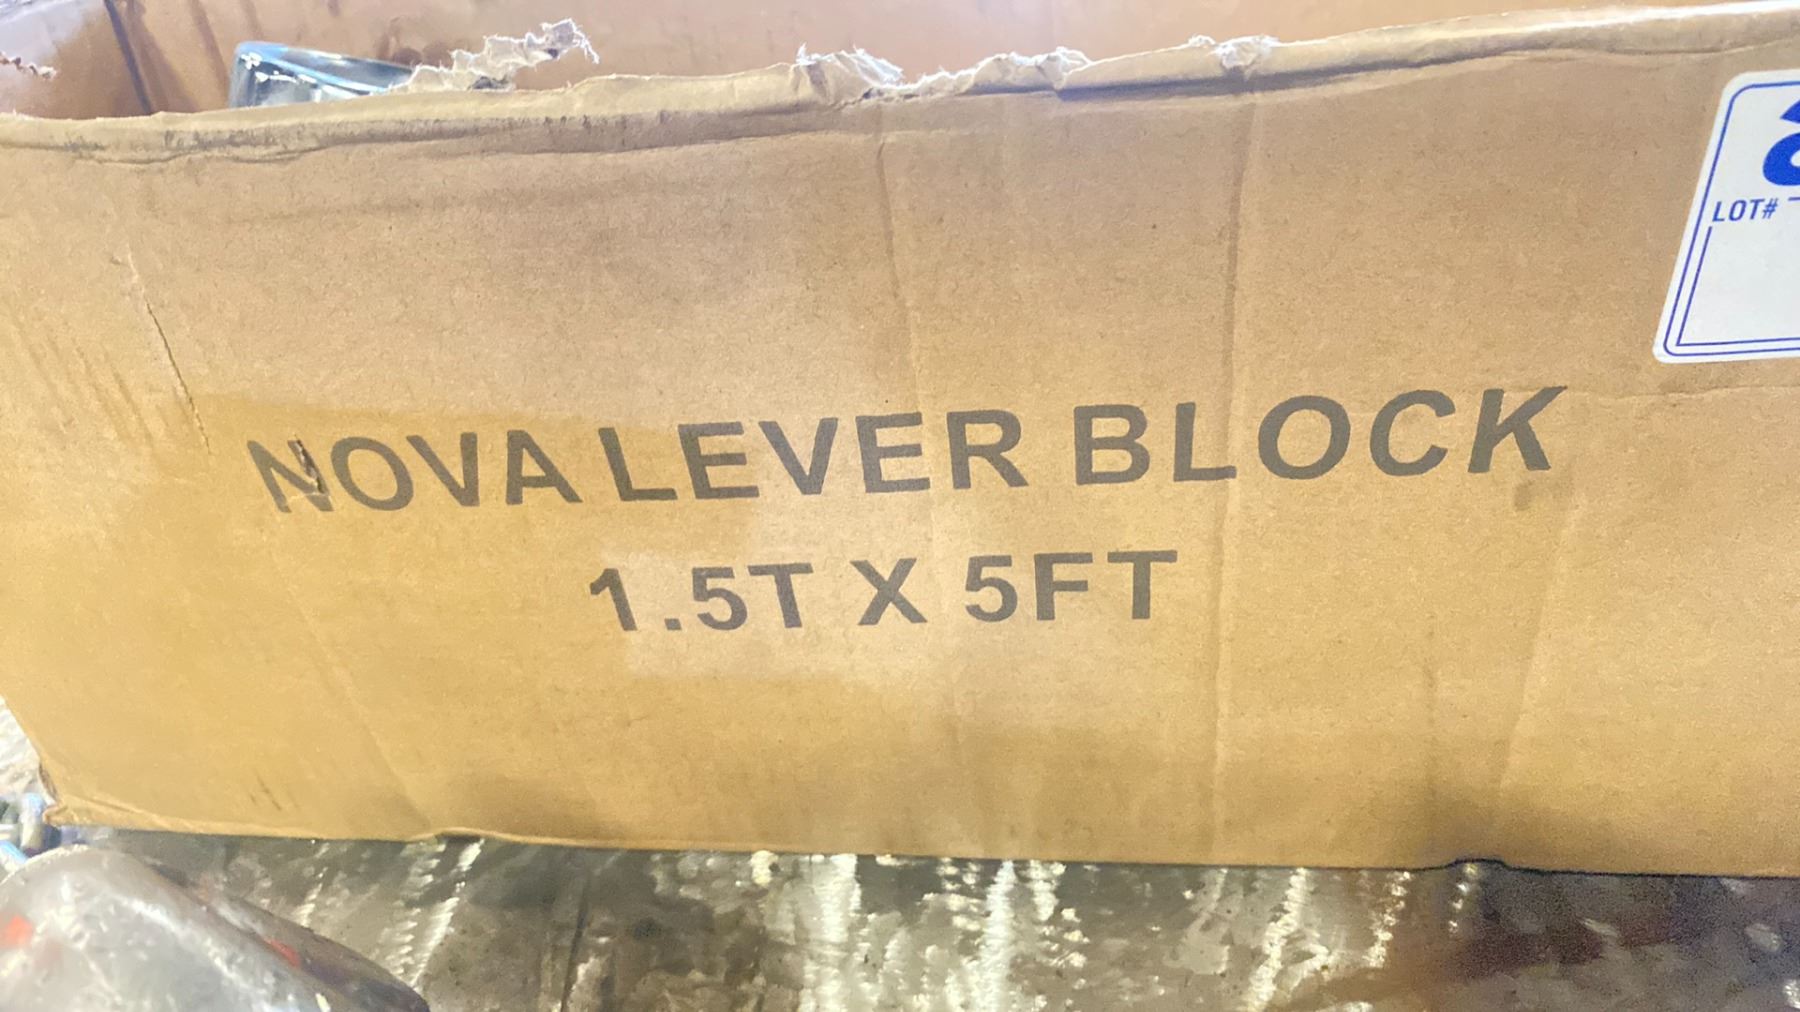 NOVA LEVER BLOCK
1.5T X 5FT
LOT#